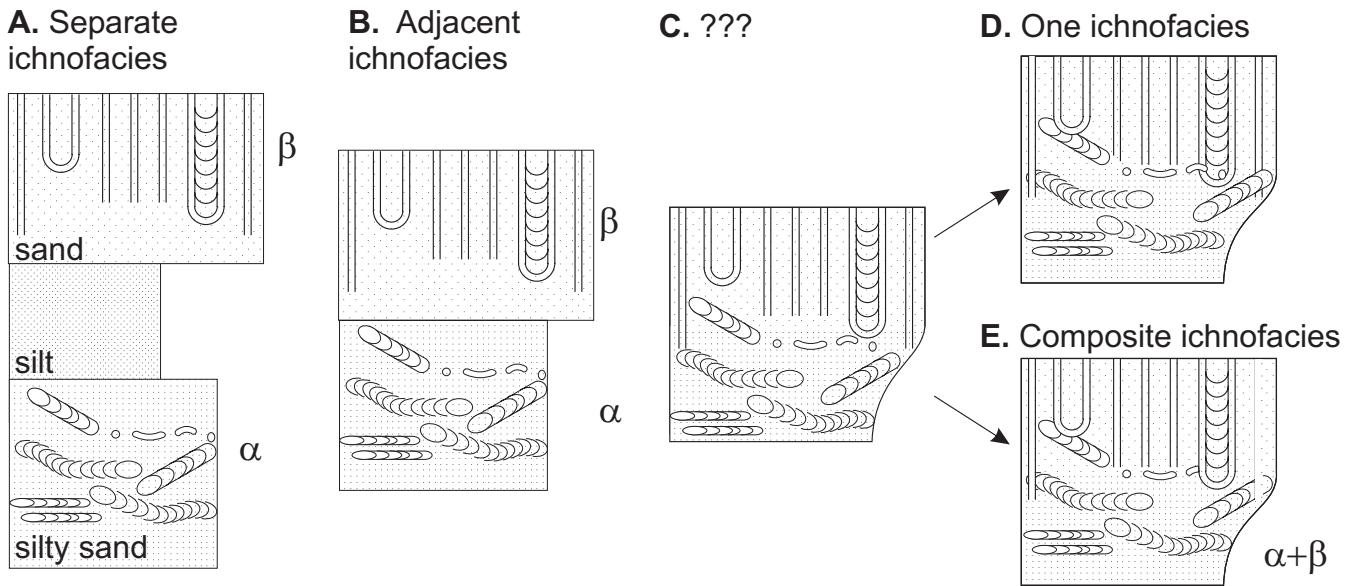 A. Separate
ichnofacies
B. Adjacent
ichnofacies
C. ???
D. One ichnofacies
β
sand
silt
α
silty sand
β
α
E. Composite ichnofacies
α+β